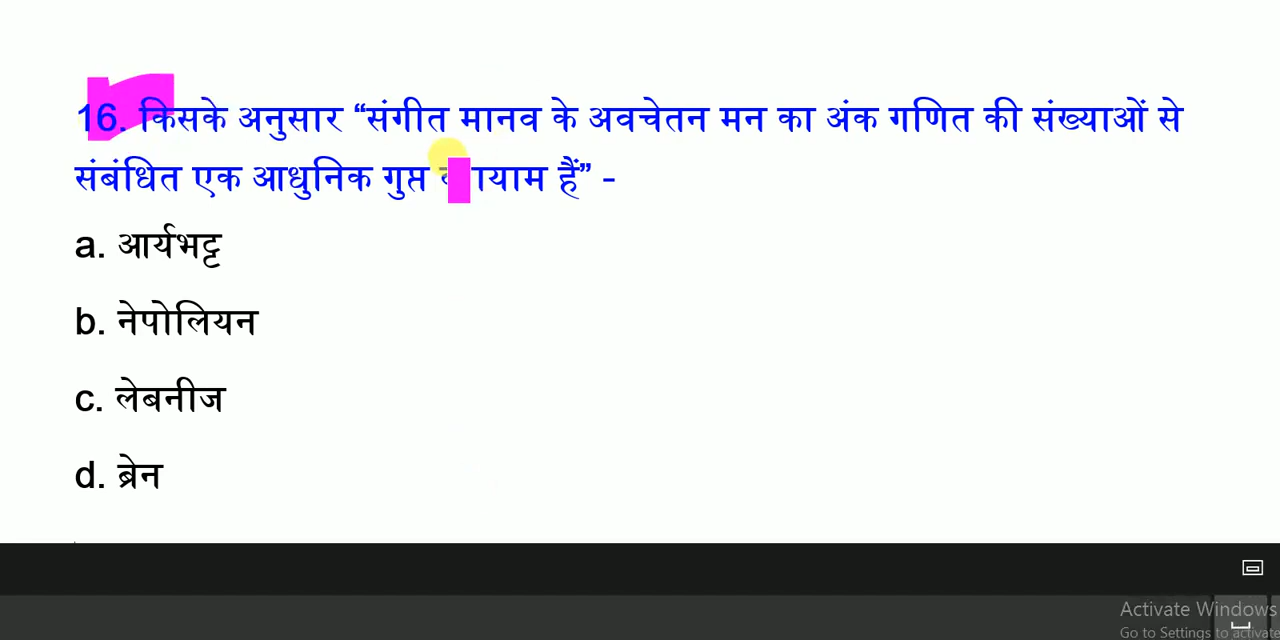 16. किसके अनुसार “संगीत मानव के अवचेतन मन का अंक गणित की संख्याओं से
संबंधित एक आधुनिक गुप्त हैं” -
a. आर्यभट्ट
b. नेपोलियन
c. लेबनीज
d. ब्रेन
Activate Windows
Go to Settings to activate